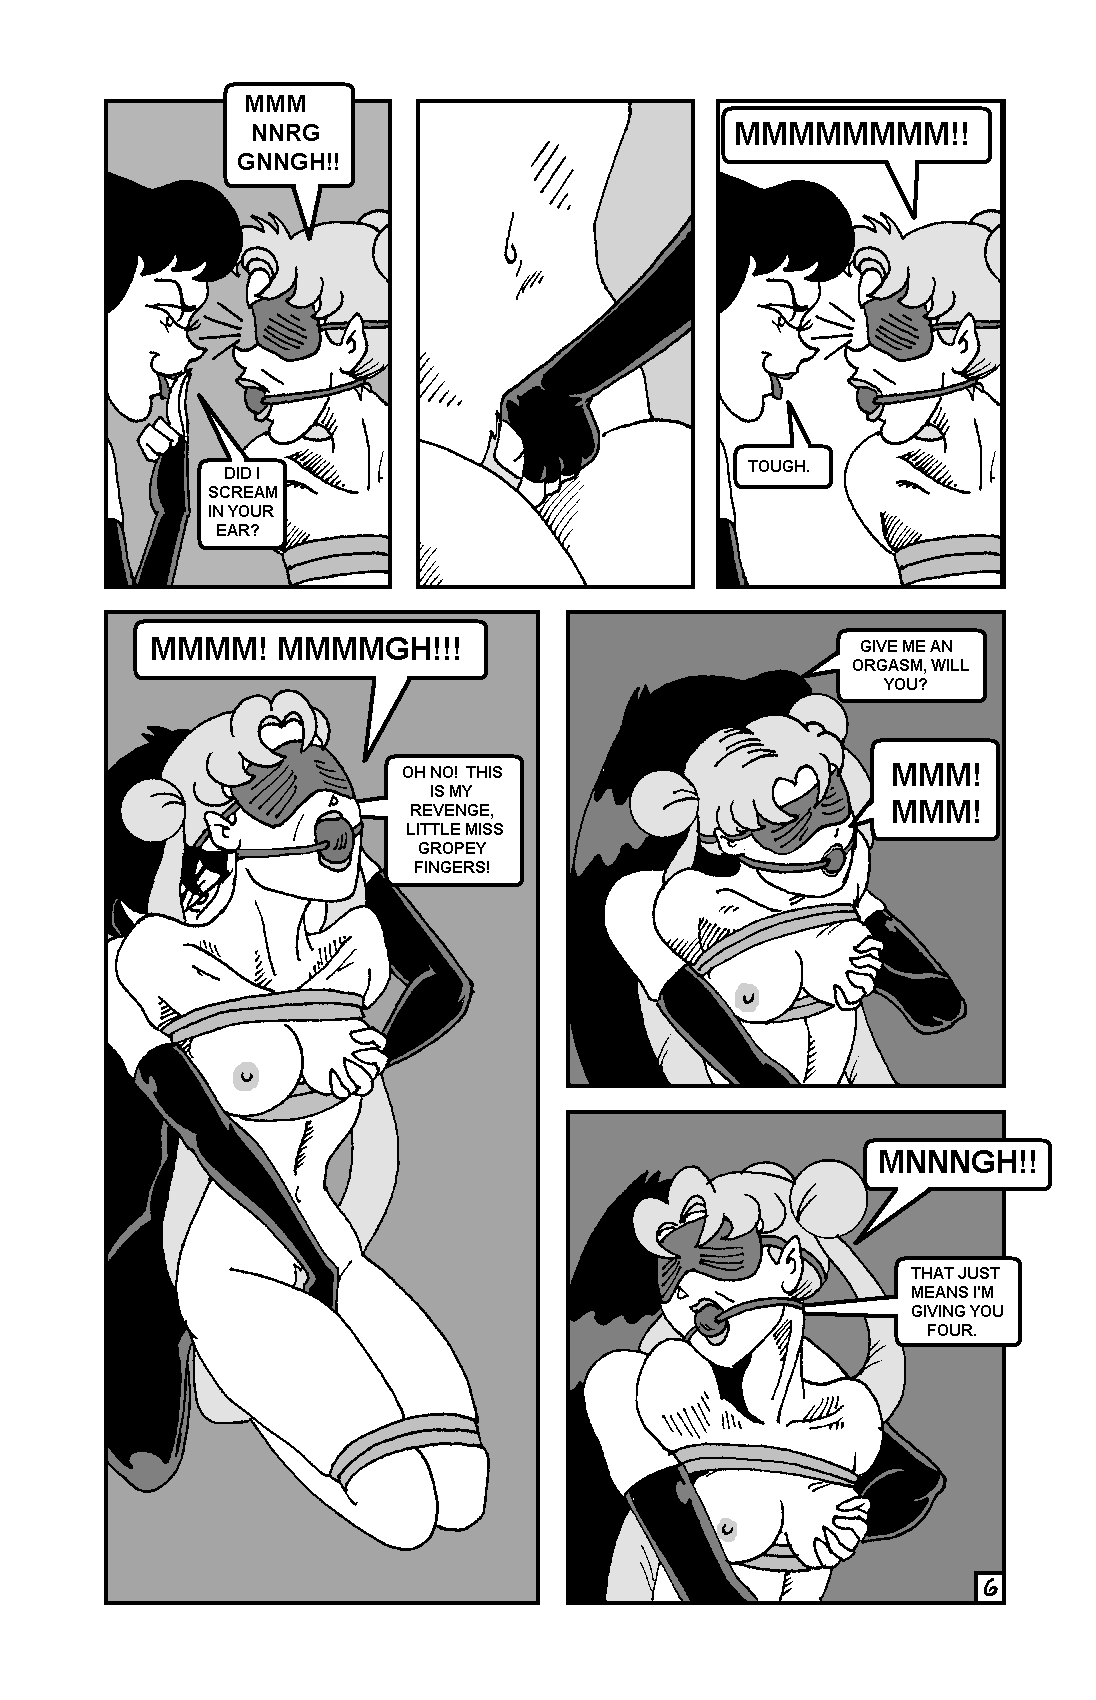 MMM
NNRG
GNNGH!!
DID I
SCREAM
IN YOUR
EAR?
MMMMMMMM!!
TOUGH.
MMMM! MMMMGH!!!
OH NO! THIS
IS MY
REVENGE,
LITTLE MISS
GROPEY
FINGERS!
GIVE ME AN
ORGASM, WILL
YOU?
MMM!
MMM!
MNNNGH!!
THAT JUST
MEANS I'M
GIVING YOU
FOUR.
6